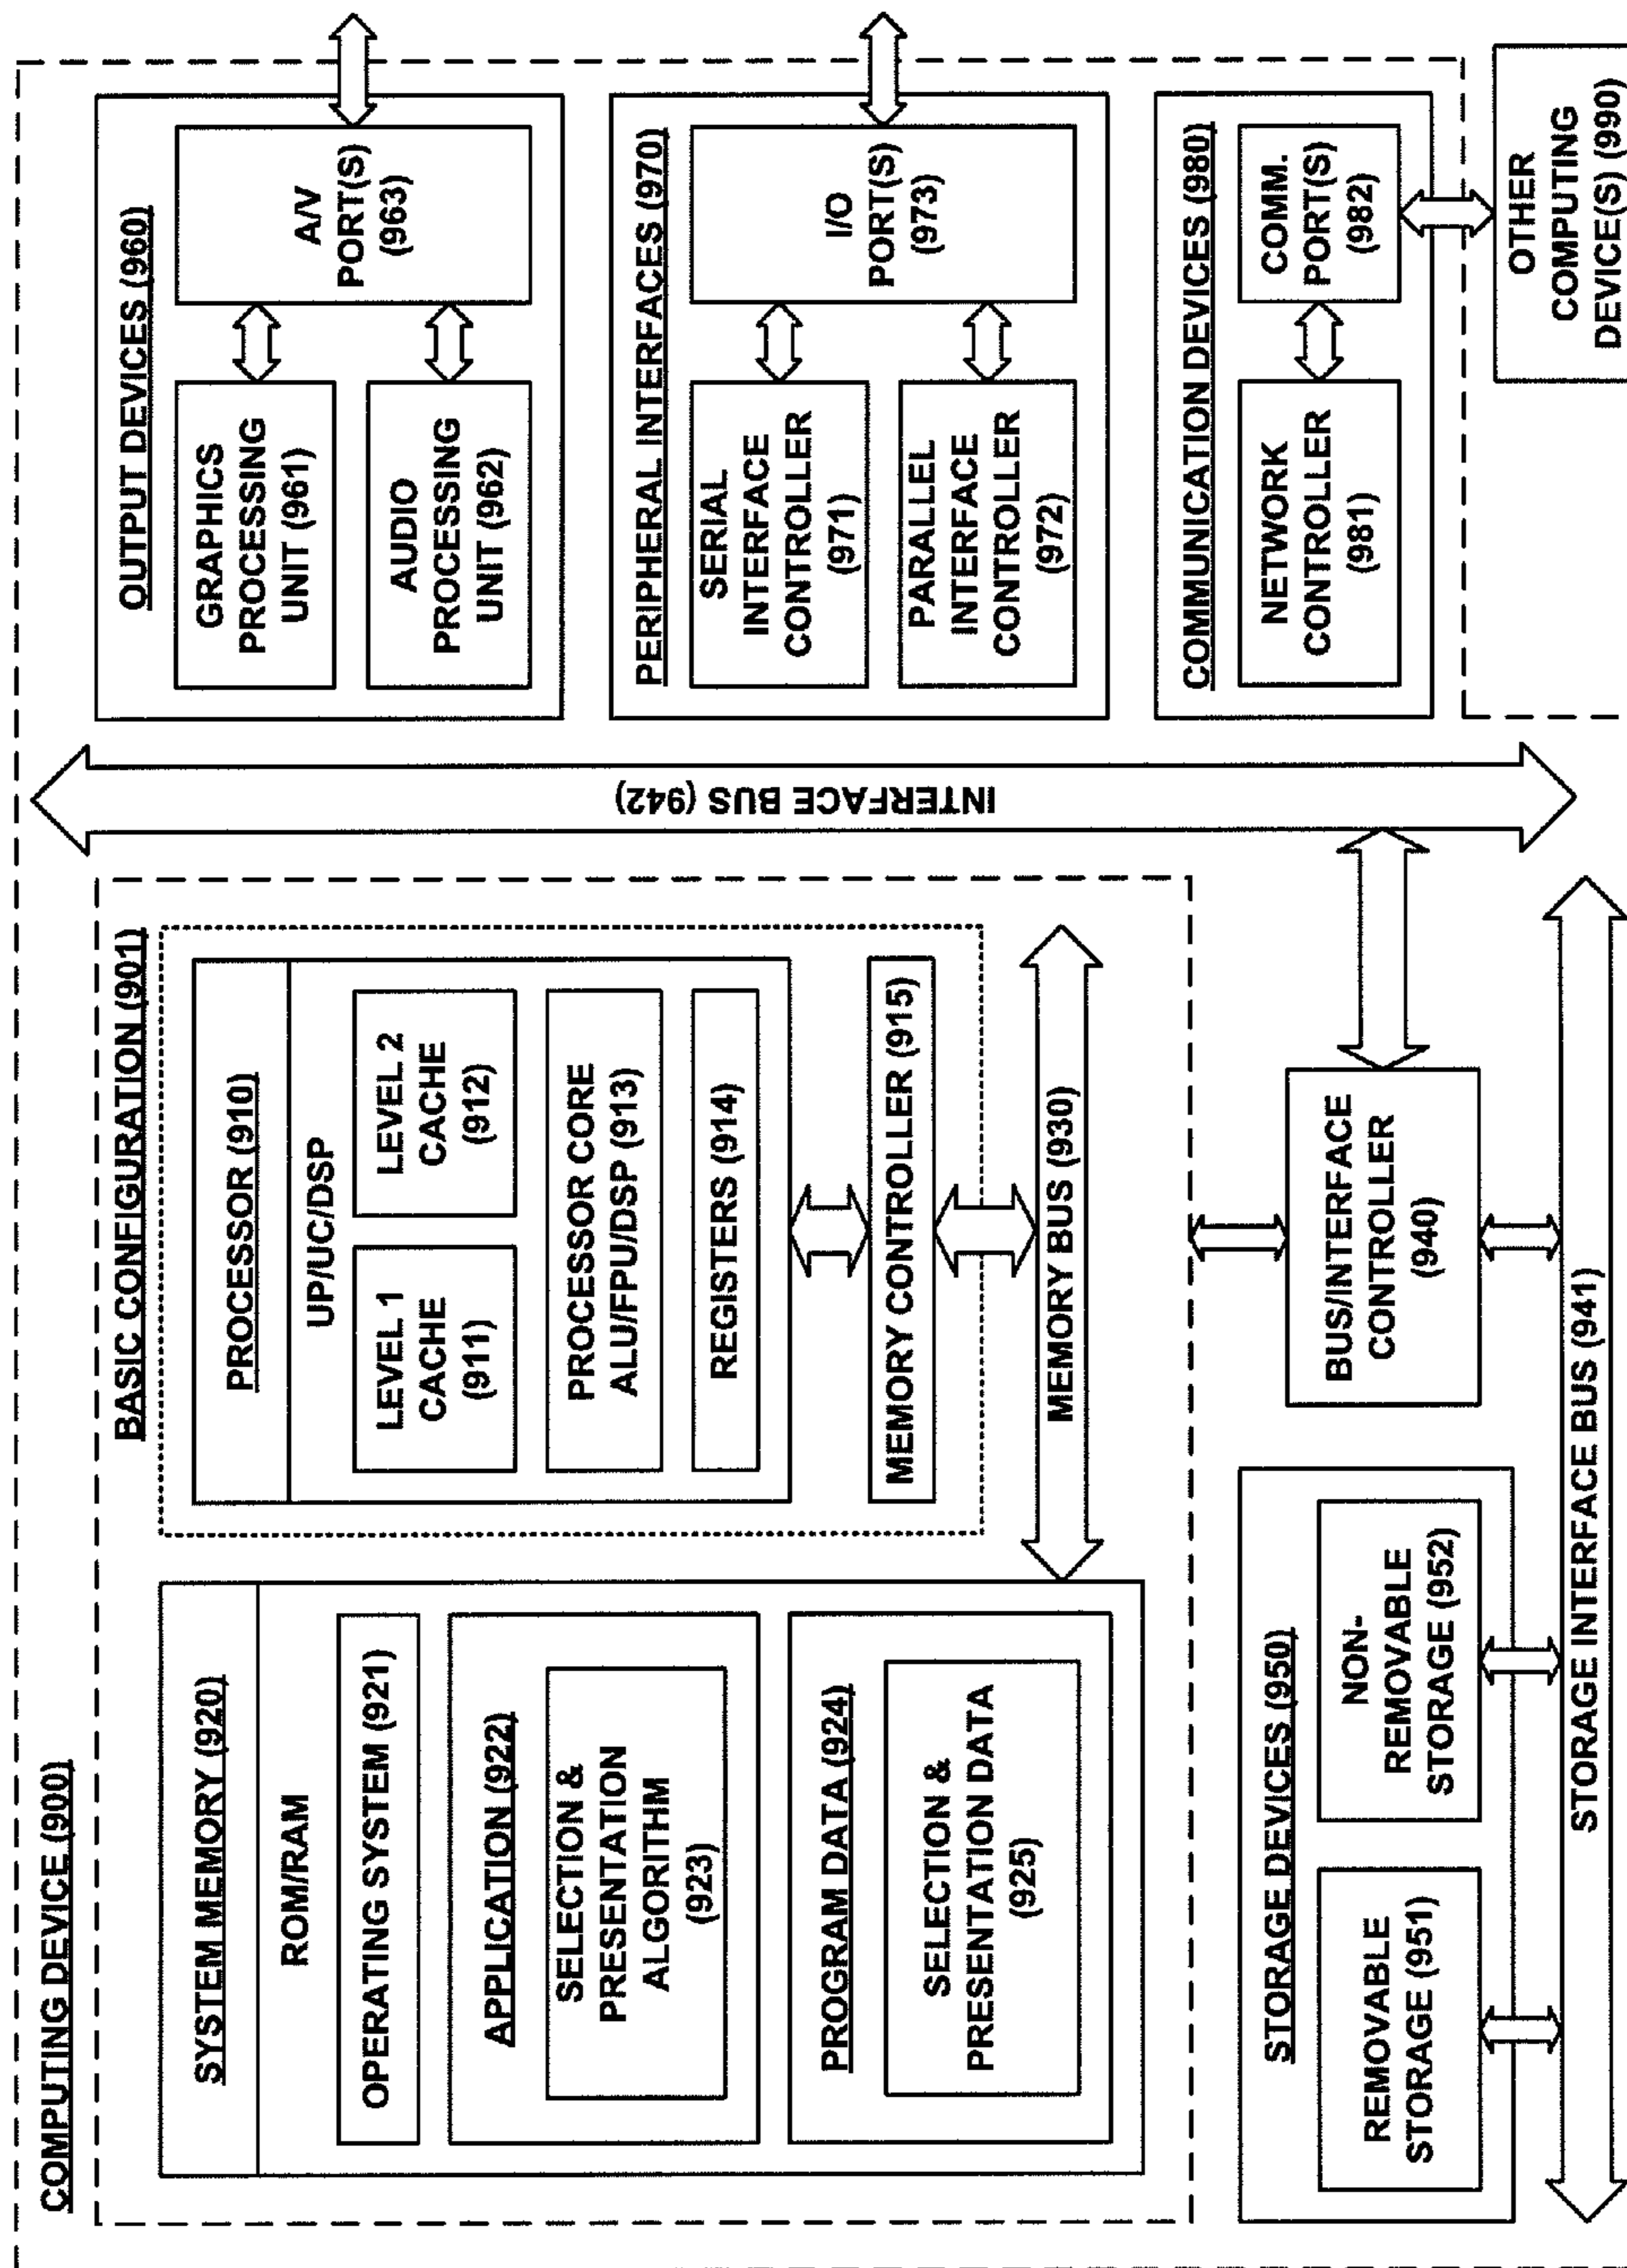 COMPUTING DEVICE (900)
BASIC CONFIGURATION (901)
SYSTEM MEMORY (920)
ROM/RAM
OPERATING SYSTEM (921)
APPLICATION (922)
SELECTION &
PRESENTATION
ALGORITHM
(923)
PROGRAM DATA (924)
SELECTION &
PRESENTATION DATA
(925)
PROCESSOR (910)
UP/UC/DSP
LEVEL 1
CACHE
(911)
LEVEL 2
CACHE
(912)
PROCESSOR CORE
ALU/FPU/DSP (913)
REGISTERS (914)
MEMORY CONTROLLER (915)
MEMORY BUS (930)
BUS/INTERFACE
CONTROLLER
(940)
STORAGE DEVICES (950)
REMOVABLE
STORAGE (951)
NON-
REMOVABLE
STORAGE (952)
STORAGE INTERFACE BUS (941)
INTERFACE BUS (942)
OUTPUT DEVICES (960)
GRAPHICS
PROCESSING
UNIT (961)
AUDIO
PROCESSING
UNIT (962)
A/V
PORT(S)
(963)
PERIPHERAL INTERFACES (970)
SERIAL
INTERFACE
CONTROLLER
(971)
PARALLEL
INTERFACE
CONTROLLER
(972)
I/O
PORT(S)
(973)
COMMUNICATION DEVICES (980)
NETWORK
CONTROLLER
(981)
COMM.
PORT(S)
(982)
OTHER
COMPUTING
DEVICE(S) (990)